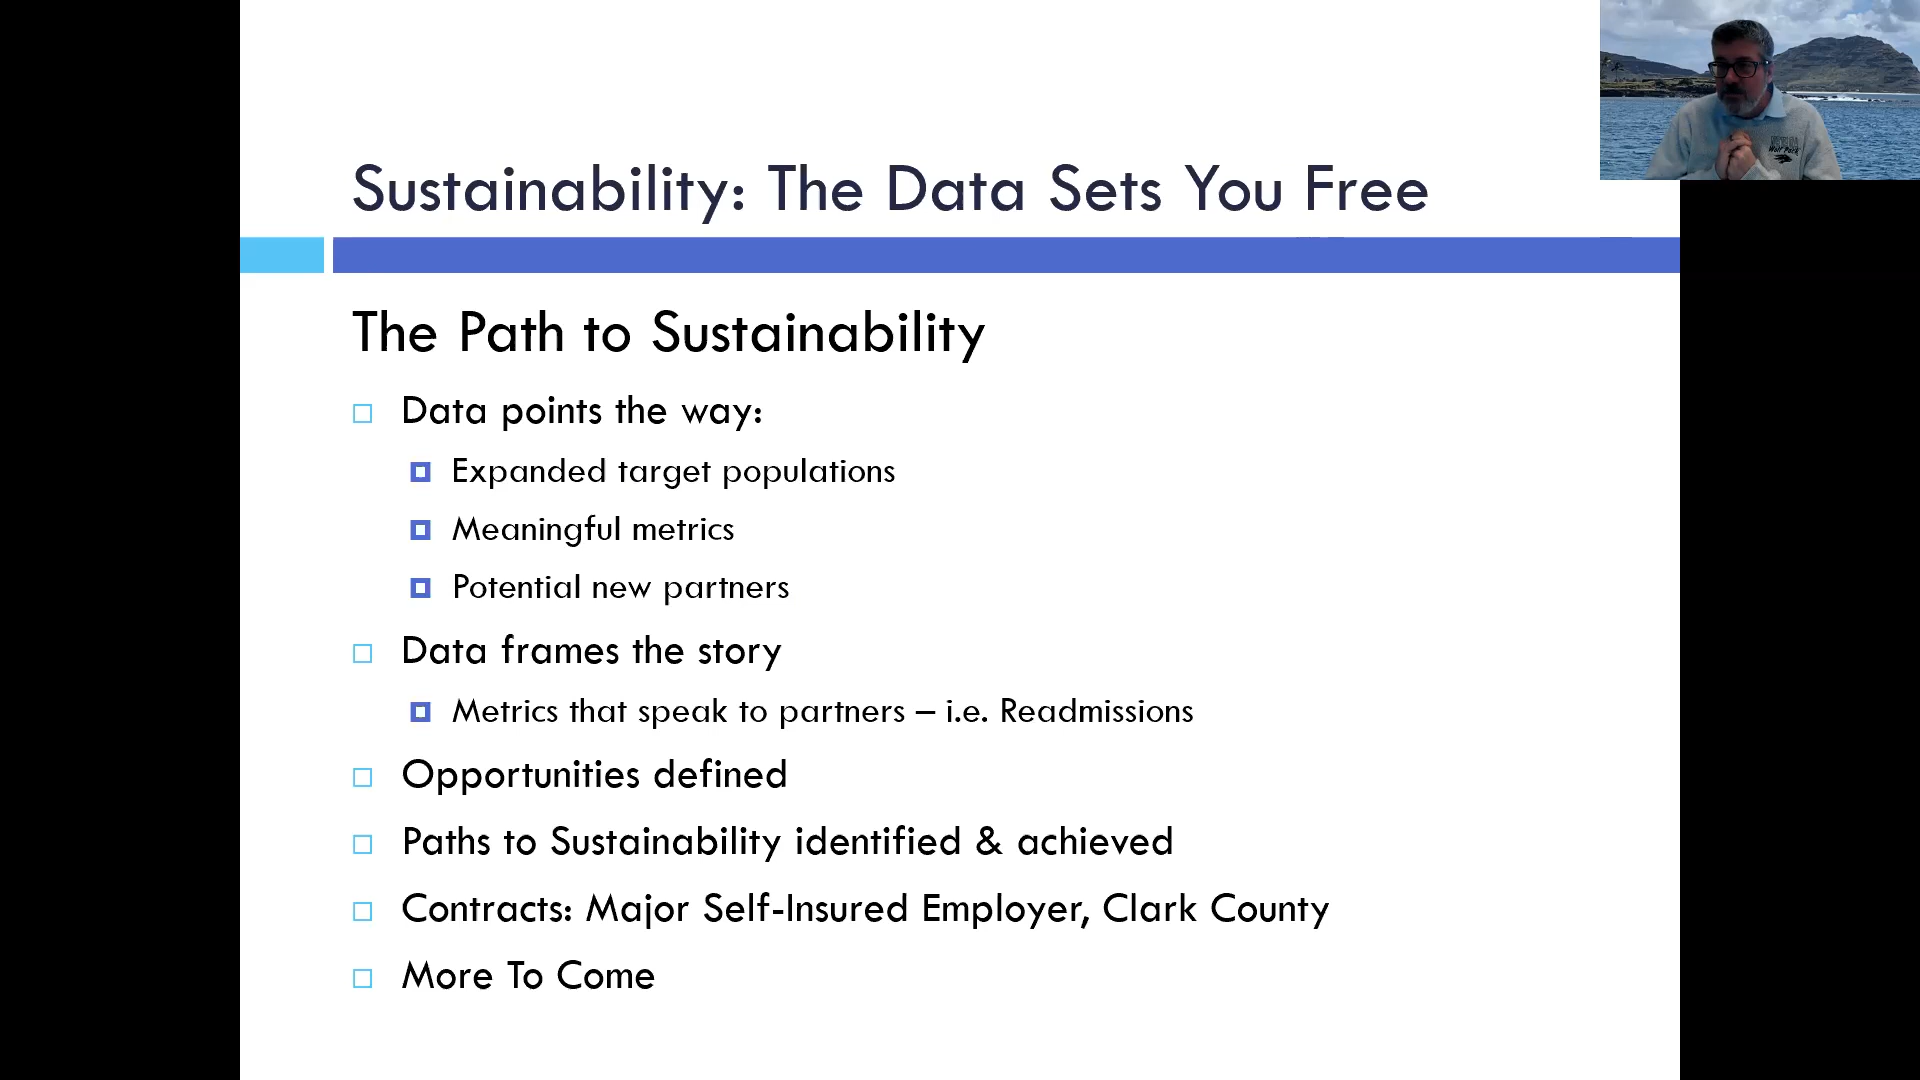 Sustainability: The Data Sets You Free
The Path to Sustainability
Data points the way:
Expanded target populations
Meaningful metrics
Potential new partners
Data frames the story
Metrics that speak to partners – i.e. Readmissions
Opportunities defined
Paths to Sustainability identified & achieved
Contracts: Major Self-Insured Employer, Clark County
More To Come
Wolf Pack